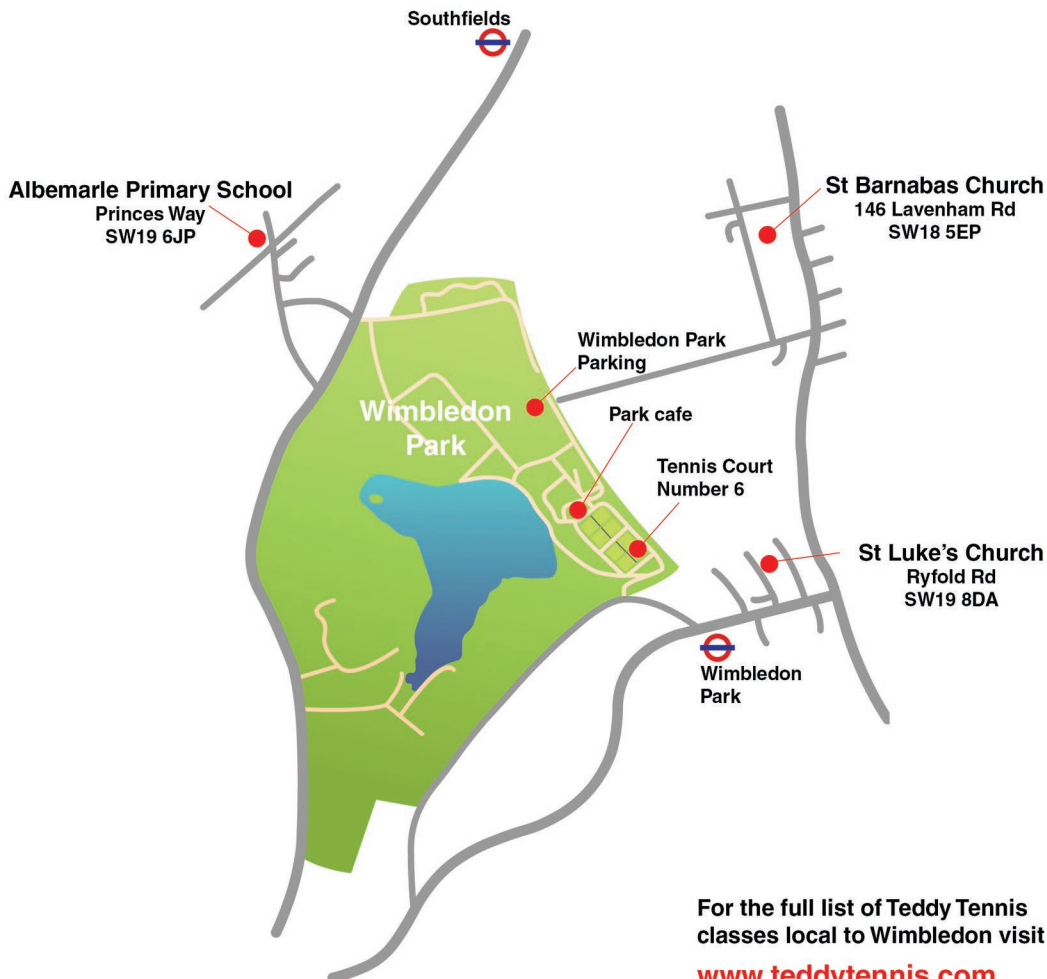 Southfields
Albemarle Primary School
Princes Way
SW19 6JP
St Barnabas Church
146 Lavenham Rd
SW18 5EP
Wimbledon Park
Parking
Wimbledon
Park
Park cafe
Tennis Court
Number 6
St Luke's Church
Ryfold Rd
SW19 8DA
Wimbledon
Park
For the full list of Teddy Tennis
classes local to Wimbledon visit
www.teddytennis.com